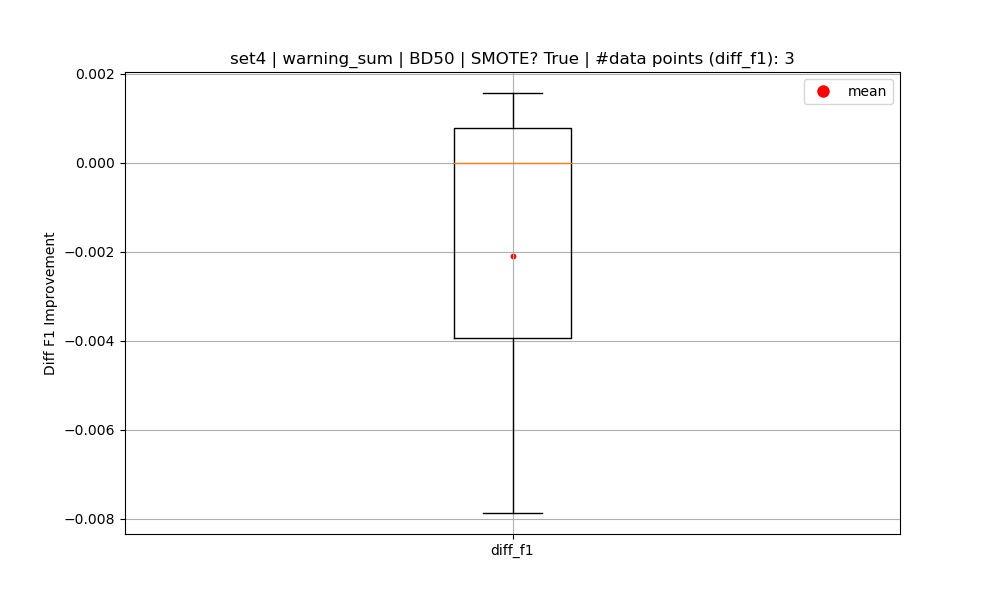 set4 | warning_sum | BD50 | SMOTE? True | #data points (diff_f1): 3
mean
0.002
0.000
−0.002
−0.004
−0.006
−0.008
Diff F1 Improvement
diff_f1